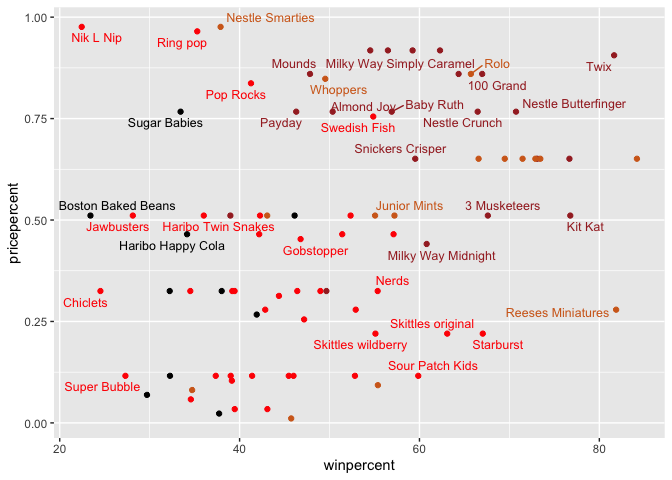 1.00
Nestle Smarties
Nik L Nip
Ring pop
Mounds
Milky Way Simply Caramel
Rolo
Twix
Whoppers
100 Grand
Pop Rocks
Almond Joy
Baby Ruth
Nestle Butterfinger
0.75
Sugar Babies
Payday
Swedish Fish
Nestle Crunch
Snickers Crisper
Boston Baked Beans
Junior Mints
3 Musketeers
0.50
Jawbusters
Haribo Twin Snakes
Kit Kat
Haribo Happy Cola
Gobstopper
Milky Way Midnight
Nerds
Chiclets
Reeses Miniatures
Skittles original
0.25
Skittles wildberry
Starburst
Sour Patch Kids
Super Bubble
0.00
20
40
60
80
winpercent
pricepercent